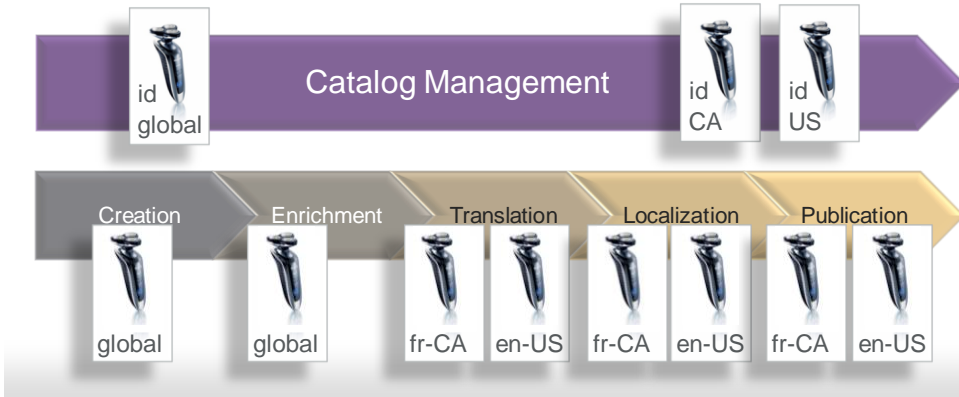 Catalog Management
id
global
id
CA
id
US
Creation
Enrichment
Translation
Localization
Publication
global
global
fr-CA
en-US
fr-CA
en-US
fr-CA
en-US